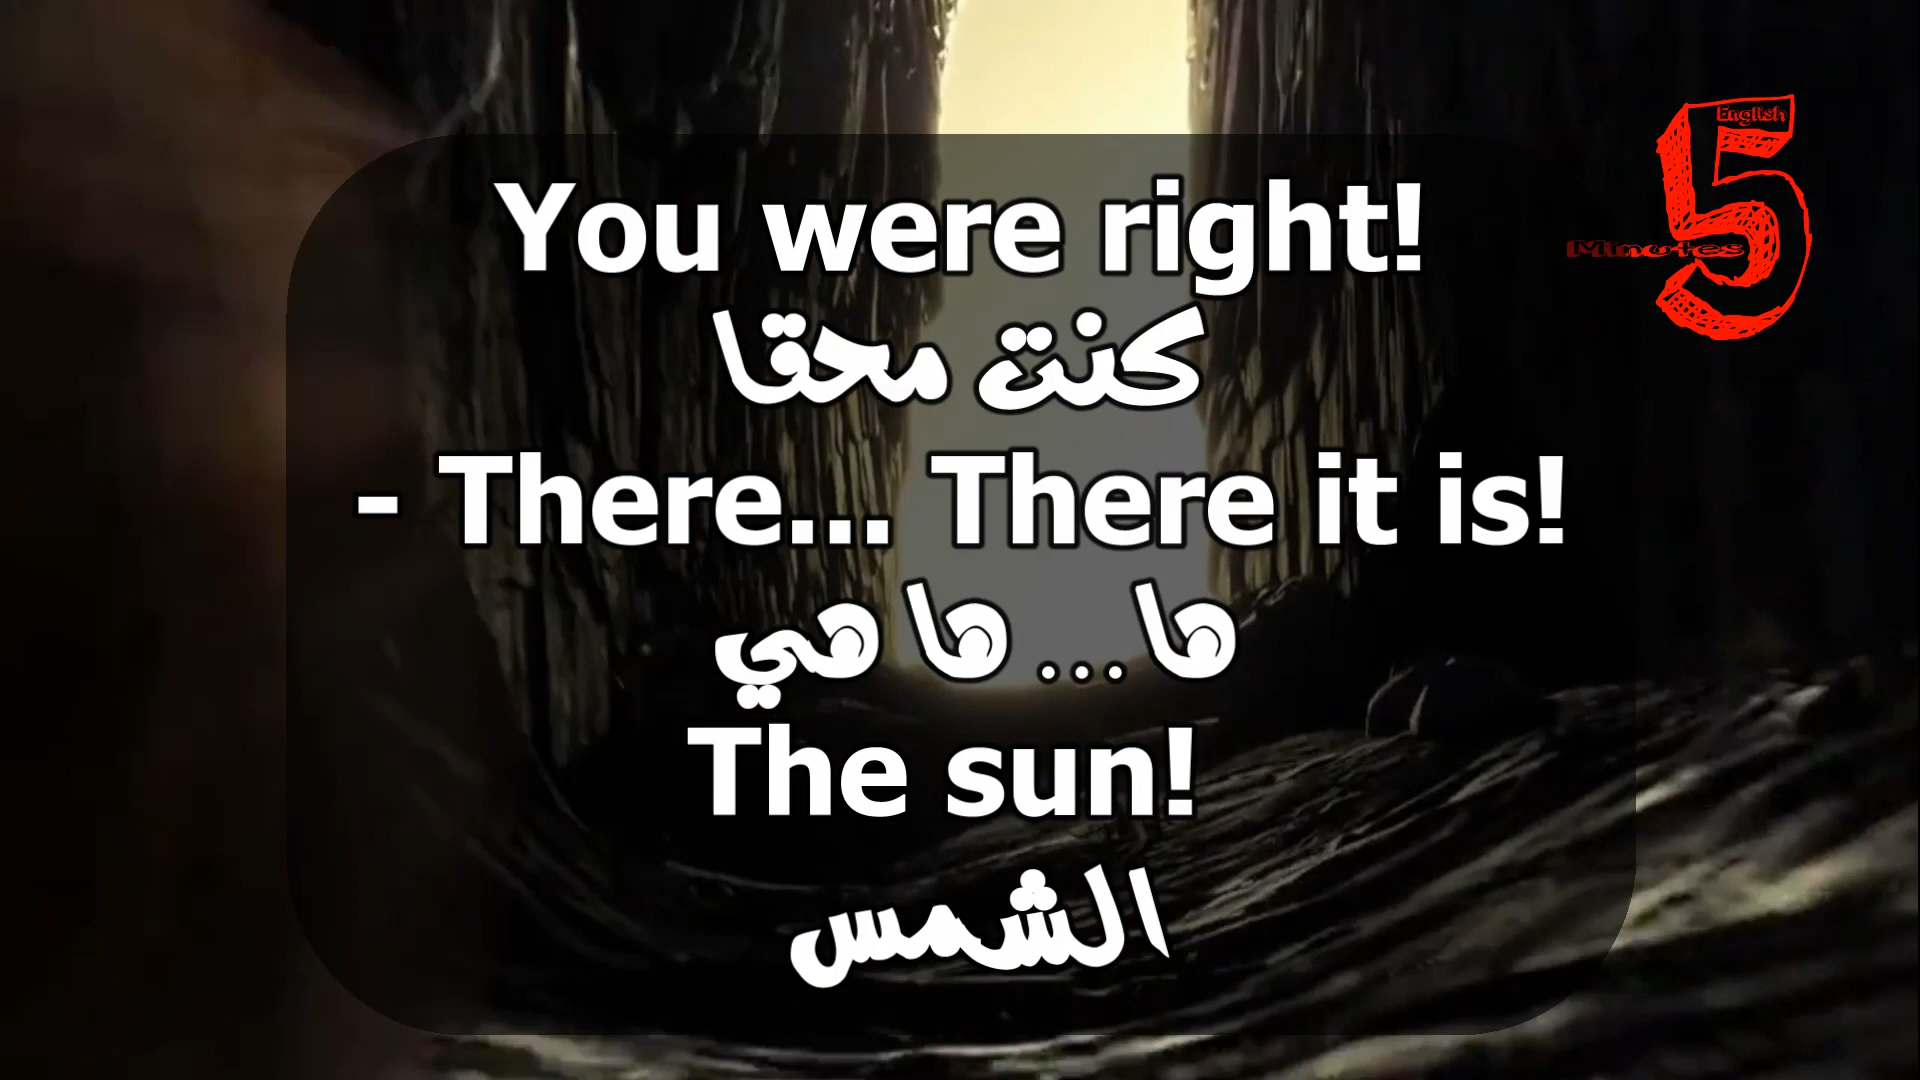 English
5
Minutes
You were right!
كنت محقا
- There... There it is!
ها ... ها هي
The sun!
الشمس